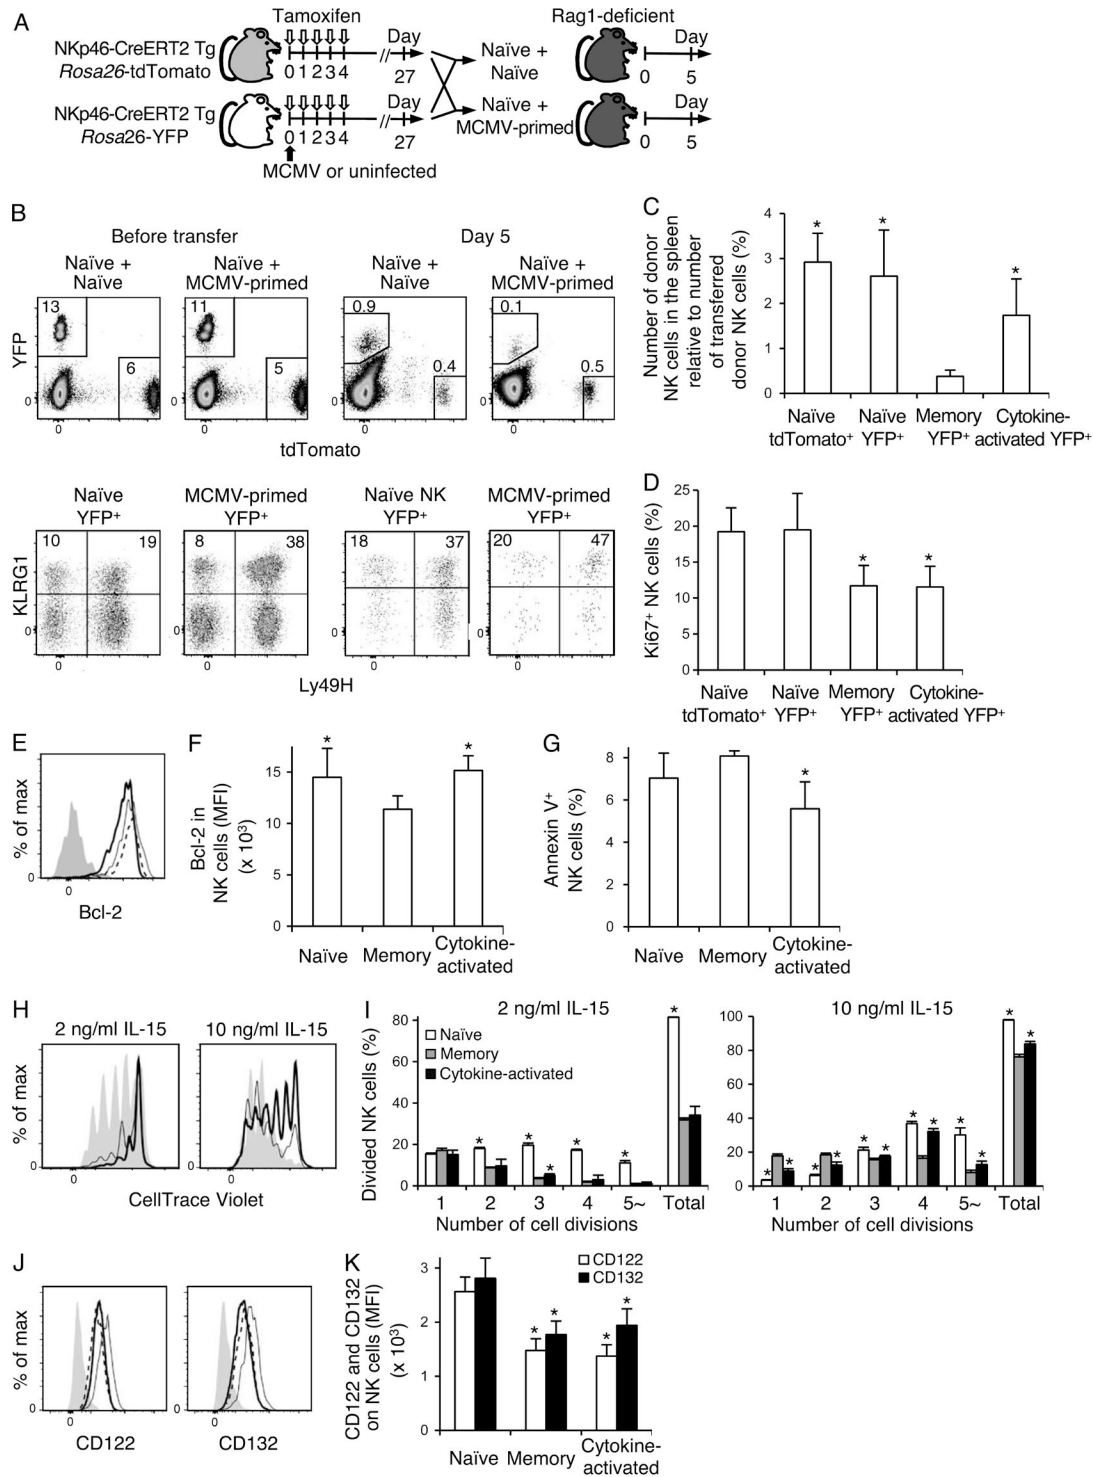 A
Tamoxifen
Rag1-deficient
NKp46-CreERT2 Tg
Rosa26-tdTomato
0 1 2 3 4
Day
27
Naïve +
Naïve
Day
0
5
NKp46-CreERT2 Tg
Rosa26-YFP
0 1 2 3 4
Day
27
Naïve +
MCMV-primed
Day
0
5
MCMV or uninfected
B
Before transfer
Day 5
Naïve +
Naïve
Naïve +
MCMV-primed
Naïve +
Naïve
Naïve +
MCMV-primed
YFP
13
6
0
0
11
5
0
0
0.9
0.4
0
0
0.1
0.5
0
0
tdTomato
Naïve
YFP+
MCMV-primed
YFP+
Naïve NK
YFP+
MCMV-primed
YFP+
KLRG1
10
19
0
0
8
38
0
0
18
37
0
0
20
47
0
0
Ly49H
C
Number of donor
NK cells in the spleen
relative to number
of transferred
donor NK cells (%)
4
3
2
1
0
*
*
*
Naïve
tdTomato+
Naïve
YFP+
Memory
YFP+
Cytokine-
activated YFP+
D
Ki67+ NK cells (%)
25
20
15
10
5
0
*
*
Naïve
tdTomato+
Naïve
YFP+
Memory
YFP+
Cytokine-
activated YFP+
E
% of max
0
0
Bcl-2
F
Bcl-2 in
NK cells (MFI)
(x 10³)
15
10
5
0
*
*
Naïve
Memory
Cytokine-
activated
G
Annexin V+
NK cells (%)
8
6
4
2
0
*
Naïve
Memory
Cytokine-
activated
H
2 ng/ml IL-15
10 ng/ml IL-15
% of max
0
0
0
0
CellTrace Violet
I
2 ng/ml IL-15
Divided NK cells (%)
80
60
40
20
0
Naïve
Memory
Cytokine-activated
* * * * * * *
1 2 3 4 5~ Total
Number of cell divisions
10 ng/ml IL-15
100
80
60
40
20
0
* * * * * * * * * * * *
1 2 3 4 5~ Total
Number of cell divisions
J
% of max
0
0
CD122
0
0
CD132
K
CD122 and CD132
on NK cells (MFI)
(x 10³)
3
2
1
0
CD122
CD132
* * * *
Naïve
Memory
Cytokine-
activated